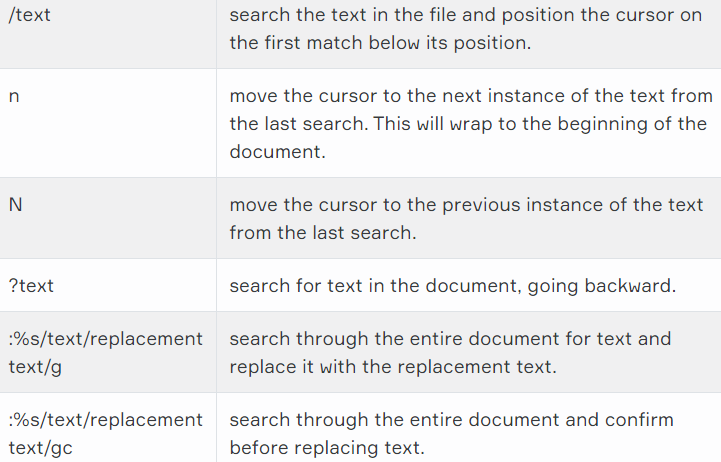 /text
search the text in the file and position the cursor on
the first match below its position.
n
move the cursor to the next instance of the text from
the last search. This will wrap to the beginning of the
document.
N
move the cursor to the previous instance of the text
from the last search.
?text
search for text in the document, going backward.
:%s/text/replacement
text/g
search through the entire document for text and
replace it with the replacement text.
:%s/text/replacement
text/gc
search through the entire document and confirm
before replacing text.